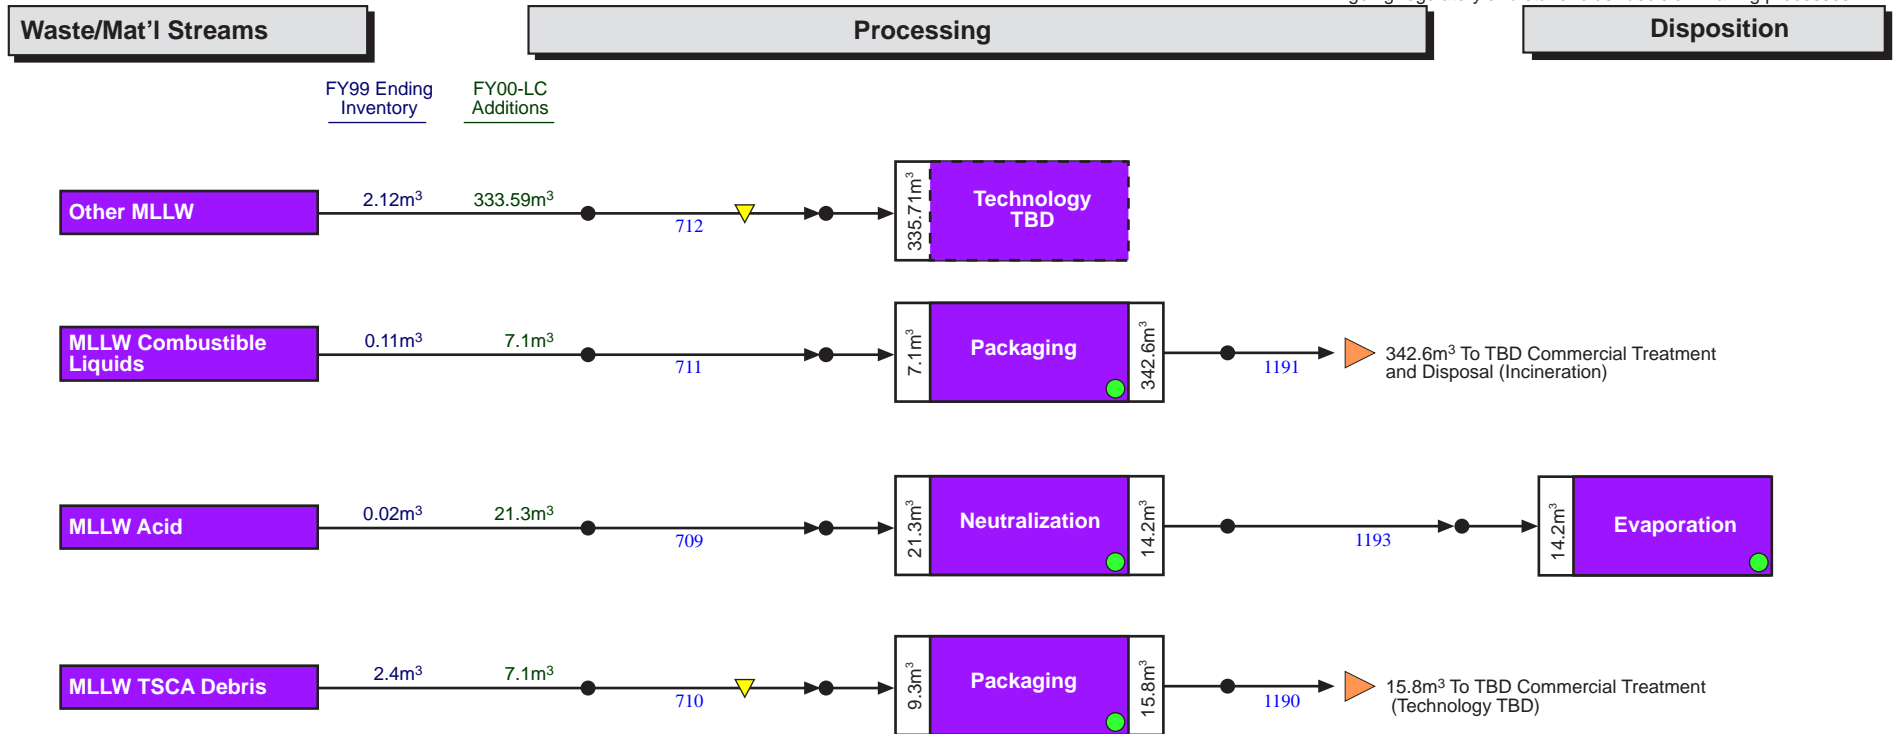 Waste/Mat’l Streams
Processing
Disposition
FY99 Ending
Inventory
FY00-LC
Additions
Other MLLW
2.12m³
333.59m³
712
335.71m³
Technology
TBD
MLLW Combustible
Liquids
0.11m³
7.1m³
711
7.1m³
Packaging
342.6m³
1191
342.6m³ To TBD Commercial Treatment
and Disposal (Incineration)
MLLW Acid
0.02m³
21.3m³
709
21.3m³
Neutralization
14.2m³
1193
14.2m³
Evaporation
MLLW TSCA Debris
2.4m³
7.1m³
710
9.3m³
Packaging
15.8m³
1190
15.8m³ To TBD Commercial Treatment
(Technology TBD)